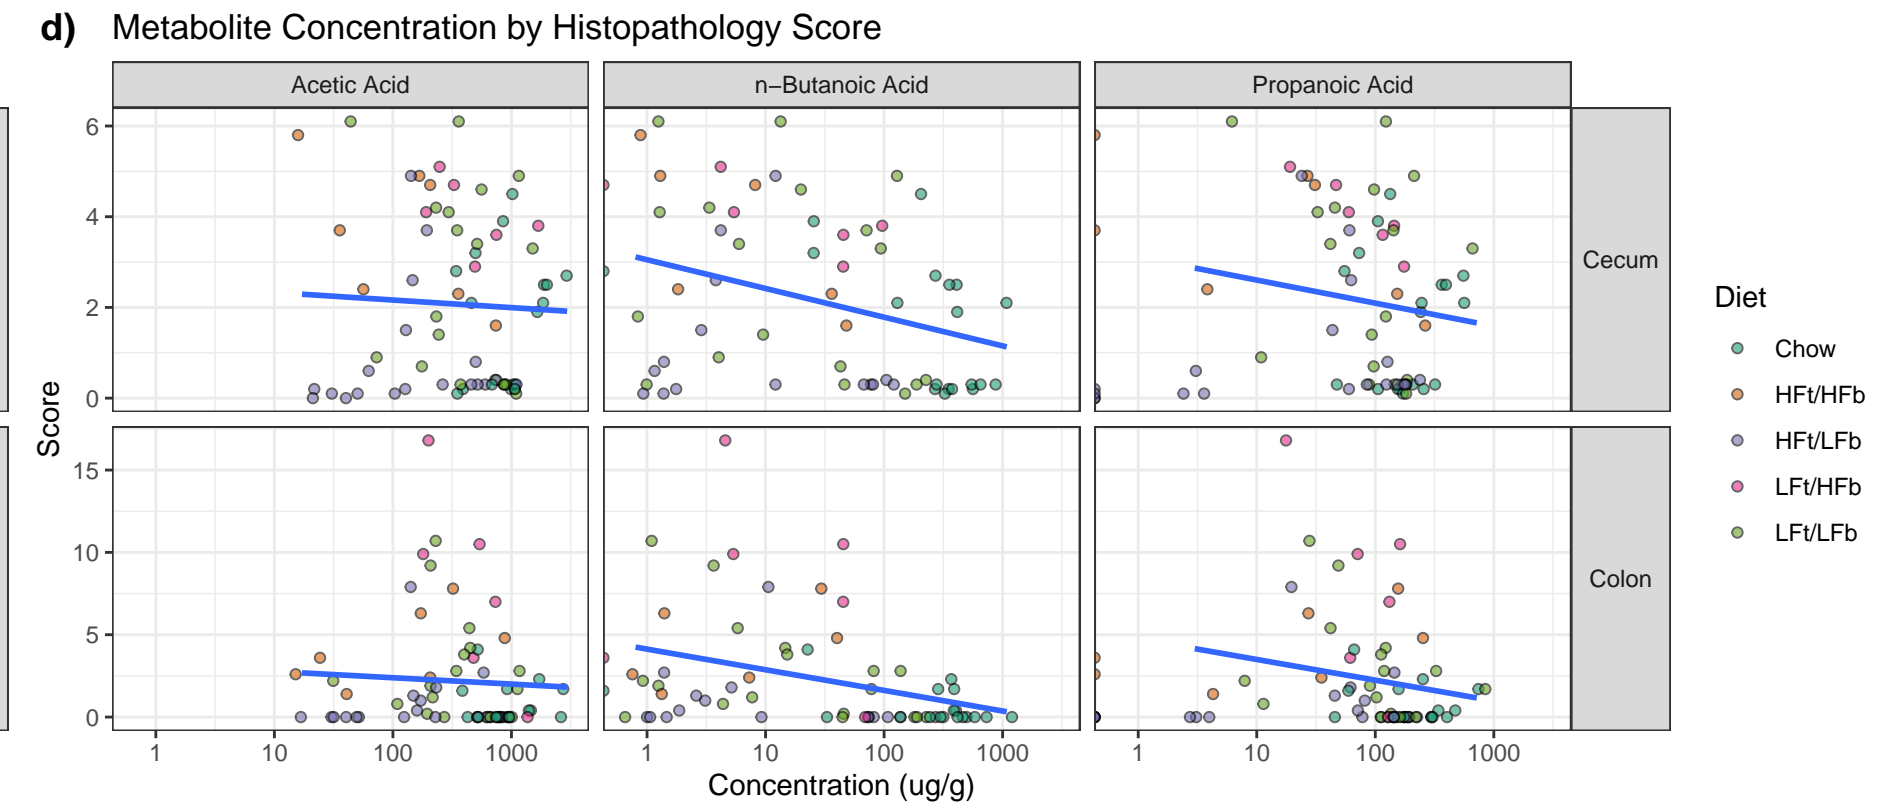 d) Metabolite Concentration by Histopathology Score
Acetic Acid
n−Butanoic Acid
Propanoic Acid
6
4
2
0
Cecum
15
10
5
0
Colon
Score
1 10 100 1000
1 10 100 1000
1 10 100 1000
Concentration (ug/g)
Diet
Chow
HFt/HFb
HFt/LFb
LFt/HFb
LFt/LFb